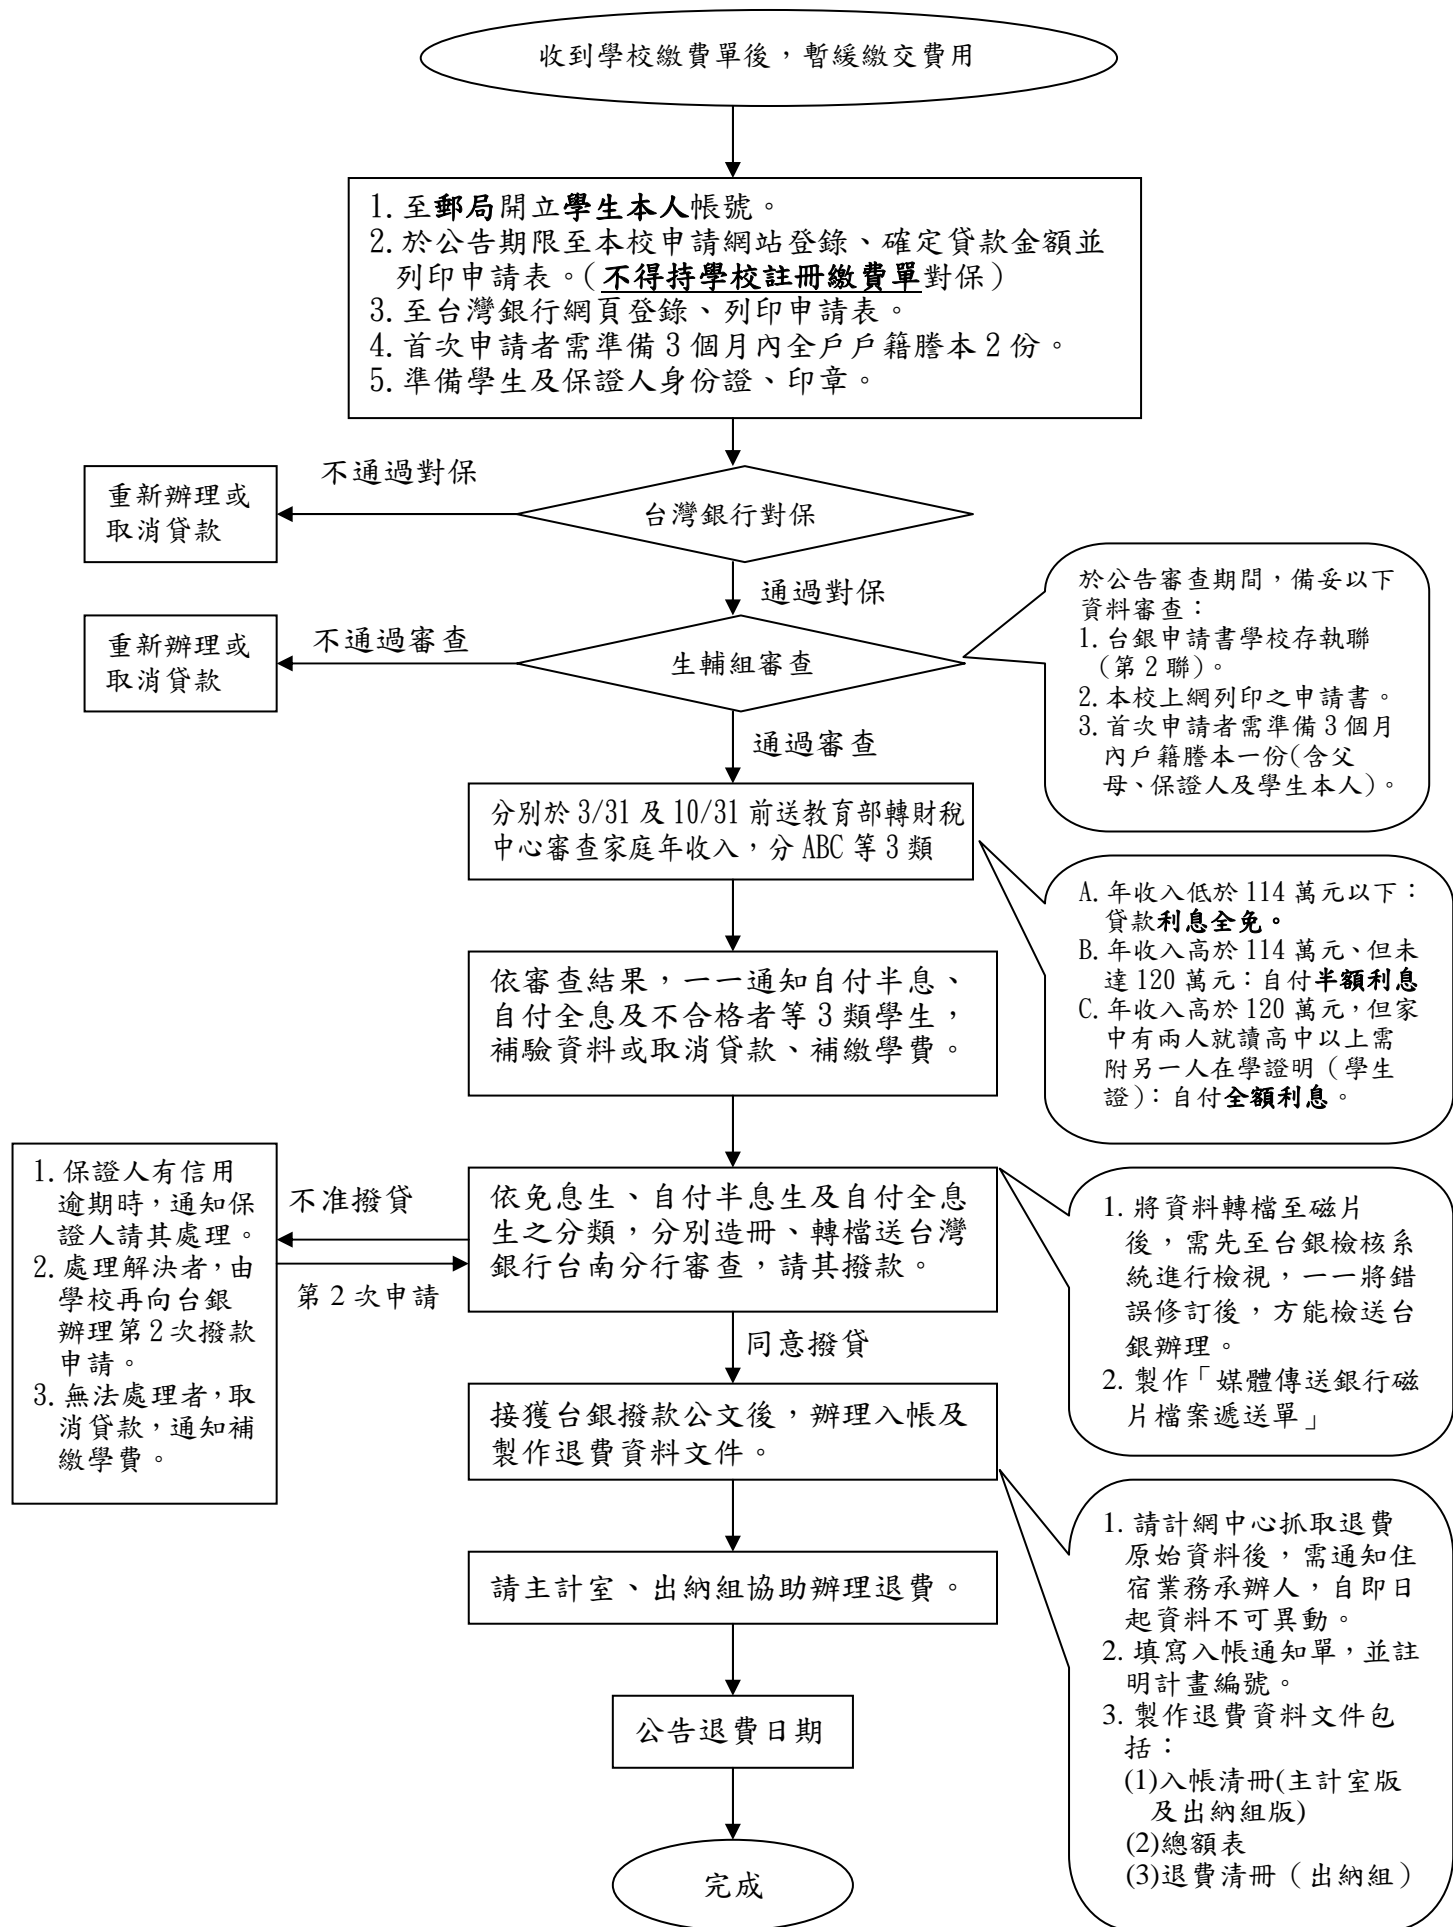 收到學校繳費單後，暫緩繳交費用
1. 至郵局開立學生本人帳號。
2. 於公告期限至本校申請網站登錄、確定貸款金額並
列印申請表。（不得持學校註冊繳費單對保）
3. 至台灣銀行網頁登錄、列印申請表。
4. 首次申請者需準備 3 個月內全戶戶籍謄本 2 份。
5. 準備學生及保證人身份證、印章。
不通過對保
重新辦理或
取消貸款
台灣銀行對保
通過對保
不通過審查
重新辦理或
取消貸款
生輔組審查
於公告審查期間，備妥以下
資料審查：
1. 台銀申請書學校存執聯
（第 2 聯）。
2. 本校上網列印之申請書。
3. 首次申請者需準備 3 個月
內戶籍謄本一份(含父
母、保證人及學生本人)。
通過審查
分別於 3/31 及 10/31 前送教育部轉財稅
中心審查家庭年收入，分 ABC 等 3 類
A. 年收入低於 114 萬元以下：
貸款利息全免。
B. 年收入高於 114 萬元、但未
達 120 萬元：自付半額利息
C. 年收入高於 120 萬元，但家
中有兩人就讀高中以上需
附另一人在學證明（學生
證）：自付全額利息。
依審查結果，一一通知自付半息、
自付全息及不合格者等 3 類學生，
補驗資料或取消貸款、補繳學費。
1. 保證人有信用
逾期時，通知保
證人請其處理。
2. 處理解決者，由
學校再向台銀
辦理第 2 次撥款
申請。
3. 無法處理者，取
消貸款，通知補
繳學費。
不准撥貸
第 2 次申請
依免息生、自付半息生及自付全息
生之分類，分別造冊、轉檔送台灣
銀行台南分行審查，請其撥款。
1. 將資料轉檔至磁片
後，需先至台銀檢核系
統進行檢視，一一將錯
誤修訂後，方能檢送台
銀辦理。
2. 製作「媒體傳送銀行磁
片檔案遞送單」
同意撥貸
接獲台銀撥款公文後，辦理入帳及
製作退費資料文件。
1. 請計網中心抓取退費
原始資料後，需通知住
宿業務承辦人，自即日
起資料不可異動。
2. 填寫入帳通知單，並註
明計畫編號。
3. 製作退費資料文件包
括：
(1)入帳清冊(主計室版
及出納組版)
(2)總額表
(3)退費清冊（出納組）
請主計室、出納組協助辦理退費。
公告退費日期
完成